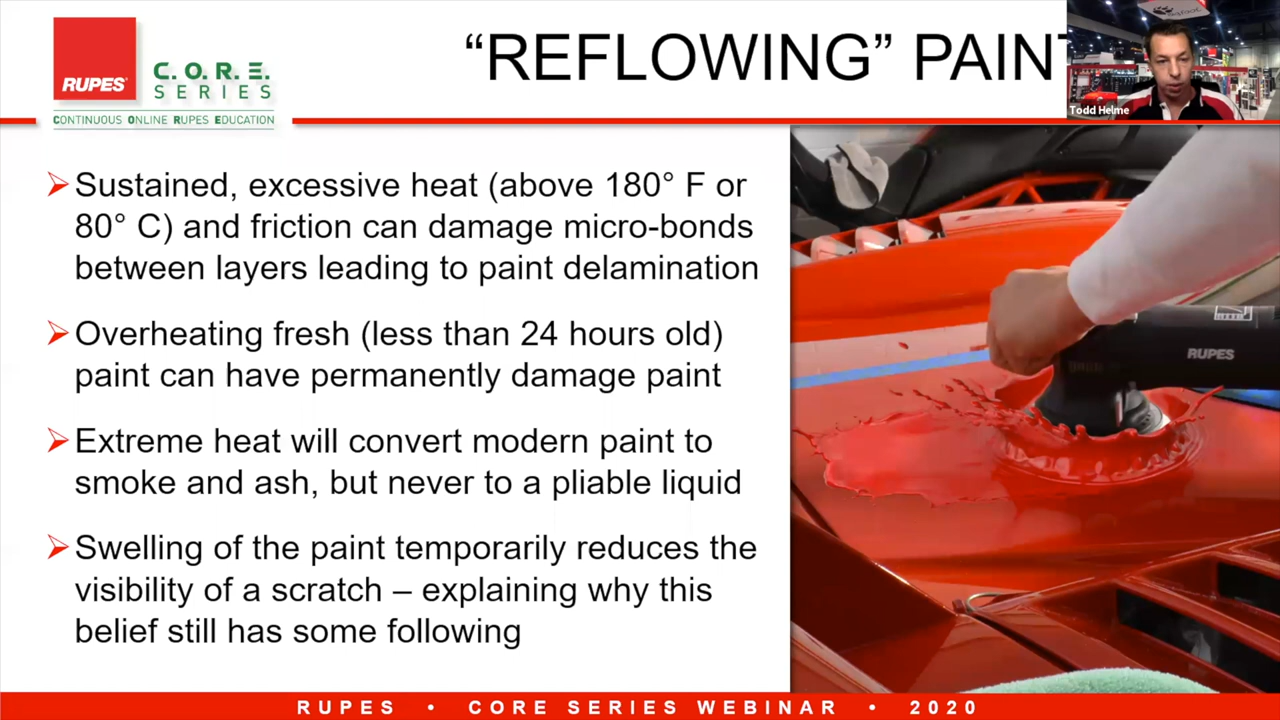 RUPES
C.O.R.E.
SERIES
CONTINUOUS ONLINE RUPES EDUCATION
“REFLOWING” PAINT
Todd Helme
Sustained, excessive heat (above 180° F or
80° C) and friction can damage micro-bonds
between layers leading to paint delamination
Overheating fresh (less than 24 hours old)
paint can have permanently damage paint
Extreme heat will convert modern paint to
smoke and ash, but never to a pliable liquid
Swelling of the paint temporarily reduces the
visibility of a scratch – explaining why this
belief still has some following
RUPES
RUPES • CORE SERIES WEBINAR • 2020